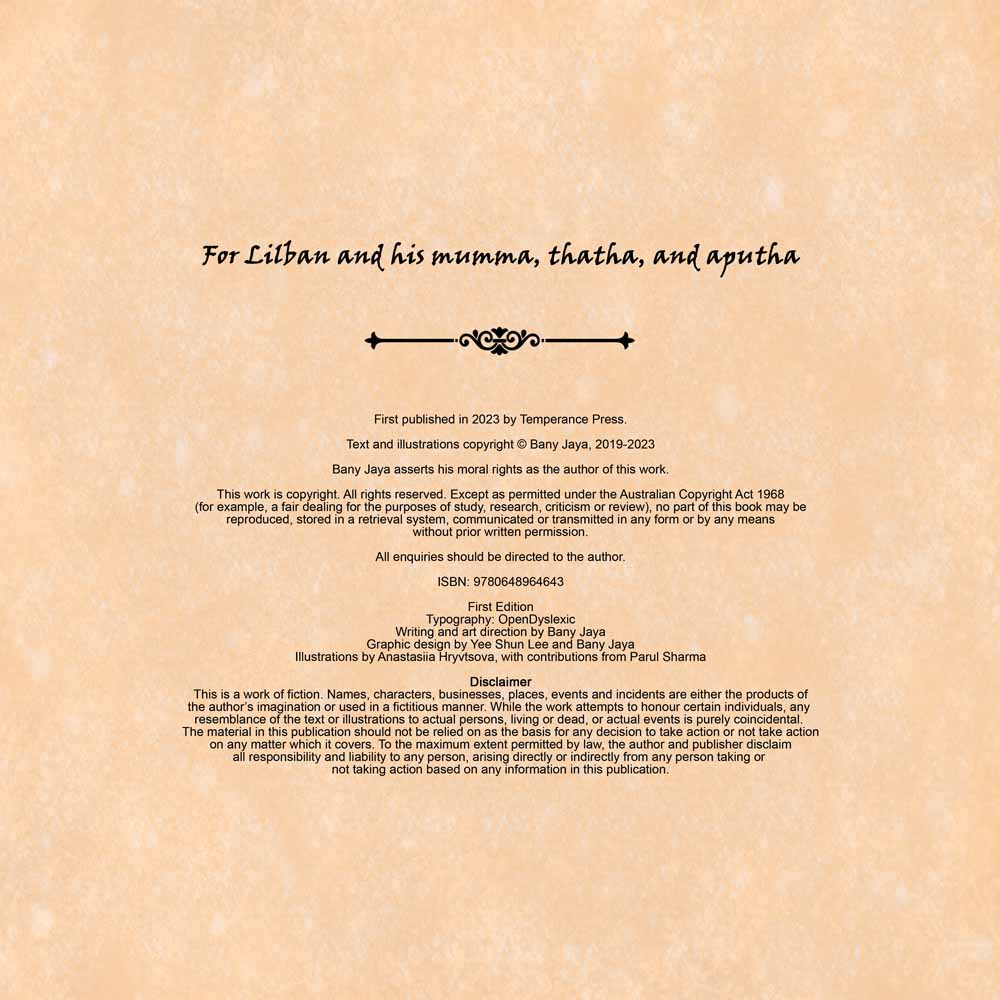 For Lilban and his mumma, thatha, and aputha
First published in 2023 by Temperance Press.
Text and illustrations copyright © Bany Jaya, 2019-2023
Bany Jaya asserts his moral rights as the author of this work.
This work is copyright. All rights reserved. Except as permitted under the Australian Copyright Act 1968
(for example, a fair dealing for the purposes of study, research, criticism or review), no part of this book may be
reproduced, stored in a retrieval system, communicated or transmitted in any form or by any means
without prior written permission.
All enquiries should be directed to the author.
ISBN: 9780648964643
First Edition
Typography: OpenDyslexic
Writing and art direction by Bany Jaya
Graphic design by Yee Shun Lee and Bany Jaya
Illustrations by Anastasiia Hryvtsova, with contributions from Parul Sharma
Disclaimer
This is a work of fiction. Names, characters, businesses, places, events and incidents are either the products of
the author’s imagination or used in a fictitious manner. While the work attempts to honour certain individuals, any
resemblance of the text or illustrations to actual persons, living or dead, or actual events is purely coincidental.
The material in this publication should not be relied on as the basis for any decision to take action or not take action
on any matter which it covers. To the maximum extent permitted by law, the author and publisher disclaim
all responsibility and liability to any person, arising directly or indirectly from any person taking or
not taking action based on any information in this publication.